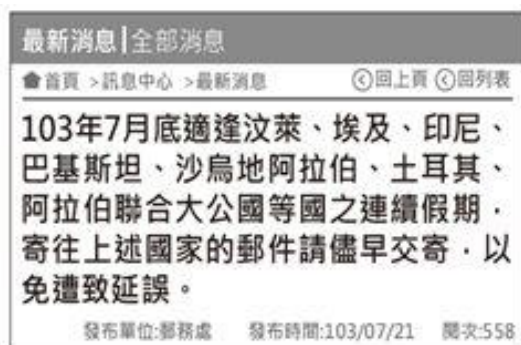 最新消息|全部消息
首頁 >訊息中心 >最新消息 回上頁 回列表
103年7月底適逢汶萊、埃及、印尼、
巴基斯坦、沙烏地阿拉伯、土耳其、
阿拉伯聯合大公國等國之連續假期，
寄往上述國家的郵件請儘早交寄，以
免遭致延誤。
發布單位:郵務處 發布時間:103/07/21 閱次:558